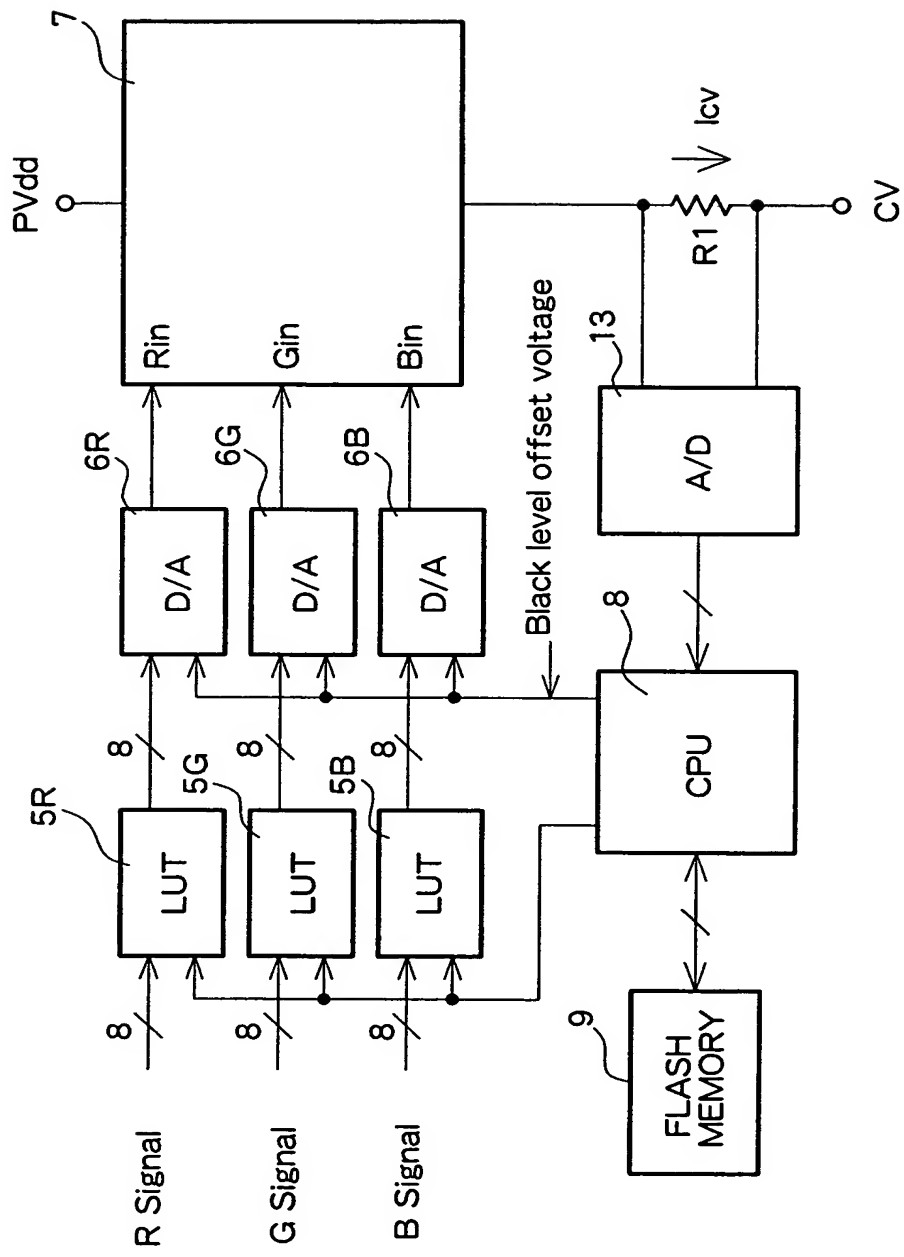 PVdd
7
Rin
Gin
Bin
6R
D/A
6G
D/A
6B
D/A
8
8
8
5R
LUT
5G
LUT
5B
LUT
8
8
8
R Signal
G Signal
B Signal
Black level offset voltage
Icv
R1
CV
13
A/D
8
CPU
9
FLASH
MEMORY